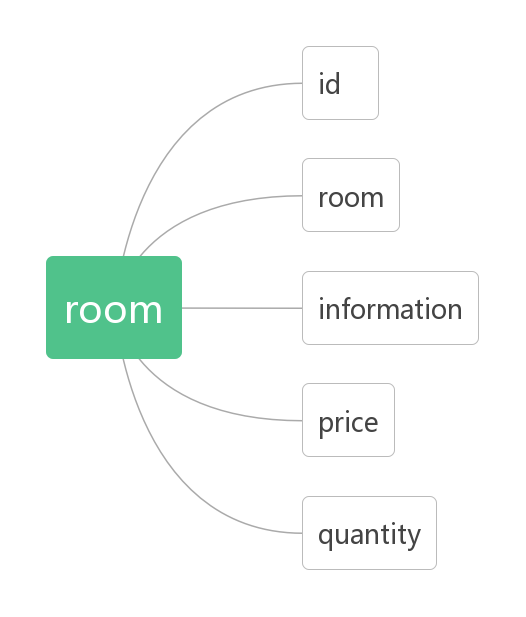 room
id
room
information
price
quantity